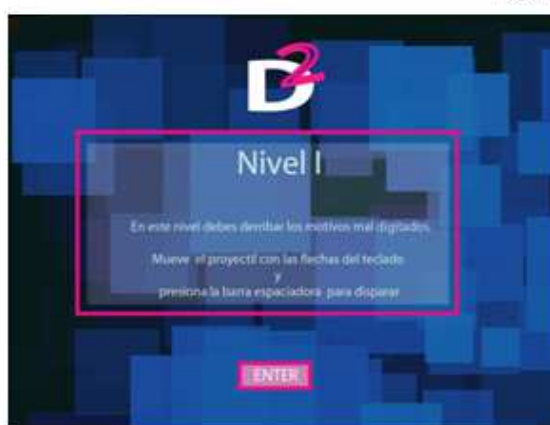 D2
Nivel I
En este nivel debes derribar los motivos mal digitados
Mueve el proyectil con las flechas del teclado
y
presiona la barra espaciadora para disparar
ENTER